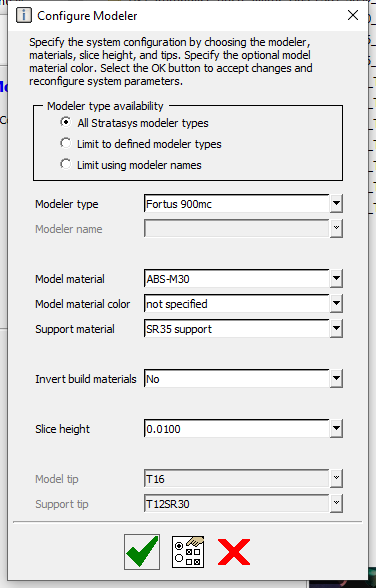 Configure Modeler
Specify the system configuration by choosing the modeler,
materials, slice height, and tips. Specify the optional model
material color. Select the OK button to accept changes and
reconfigure system parameters.
Modeler type availability
All Stratasys modeler types
Limit to defined modeler types
Limit using modeler names
Modeler type Fortus 900mc
Modeler name
Model material ABS-M30
Model material color not specified
Support material SR35 support
Invert build materials No
Slice height 0.0100
Model tip T16
Support tip T12SR30